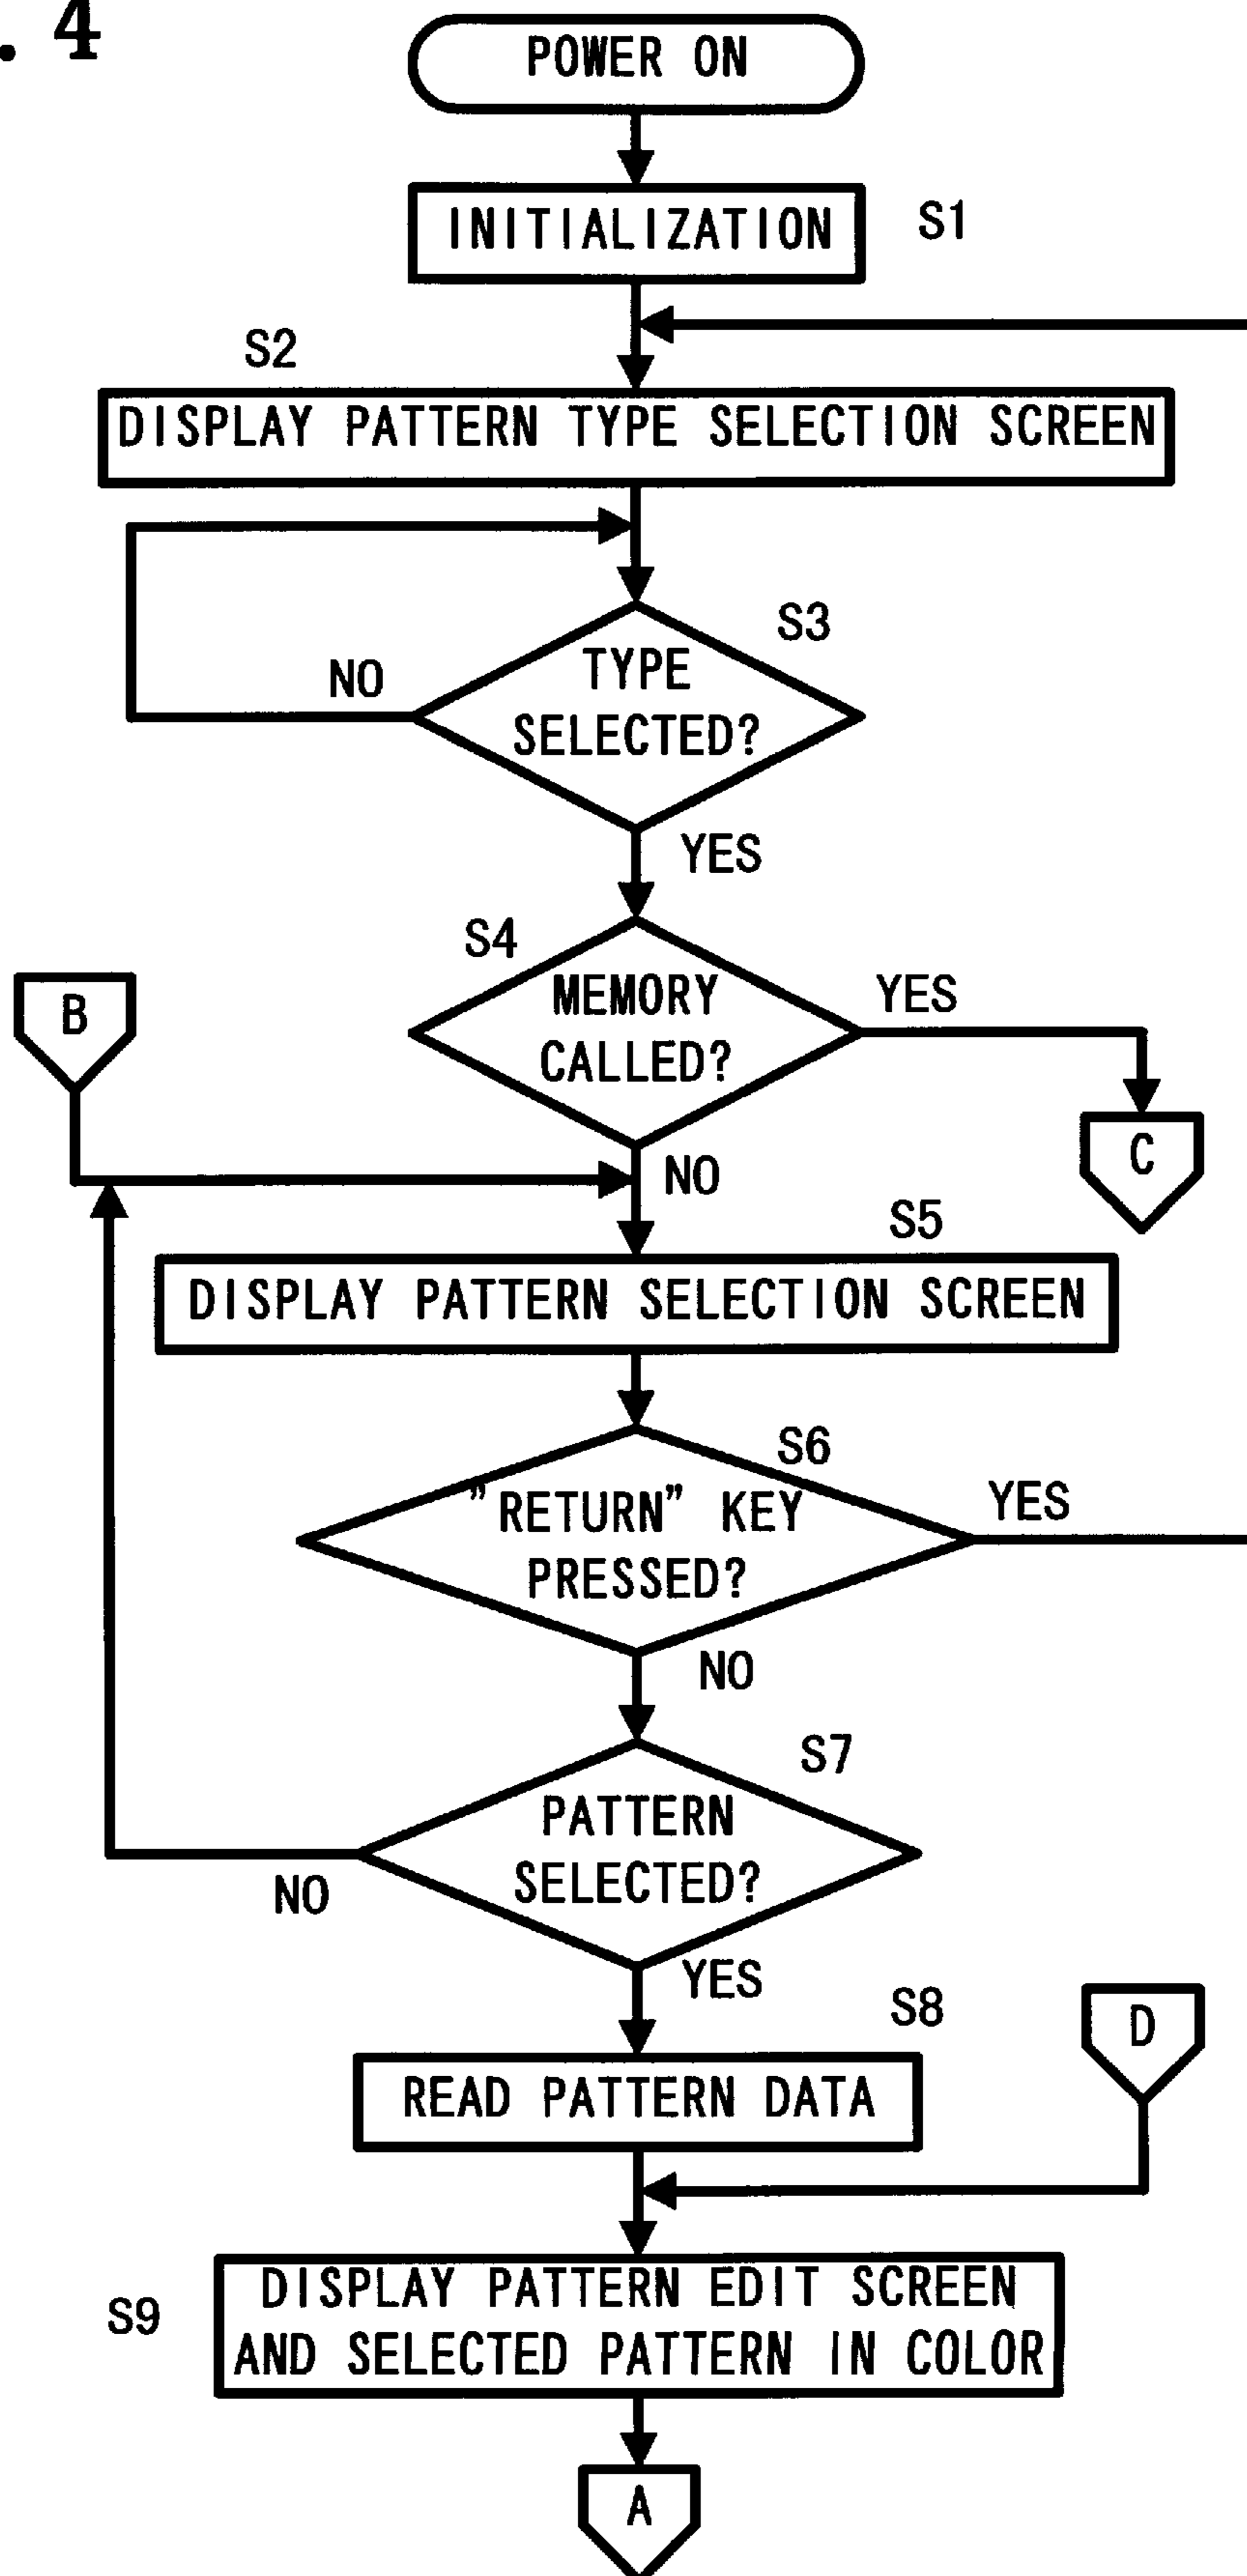 . 4
POWER ON
INITIALIZATION
S1
S2
DISPLAY PATTERN TYPE SELECTION SCREEN
S3
NO
TYPE
SELECTED?
YES
S4
B
MEMORY
CALLED?
YES
C
NO
S5
DISPLAY PATTERN SELECTION SCREEN
S6
"RETURN" KEY
PRESSED?
YES
NO
S7
PATTERN
SELECTED?
NO
YES
S8
D
READ PATTERN DATA
S9
DISPLAY PATTERN EDIT SCREEN
AND SELECTED PATTERN IN COLOR
A